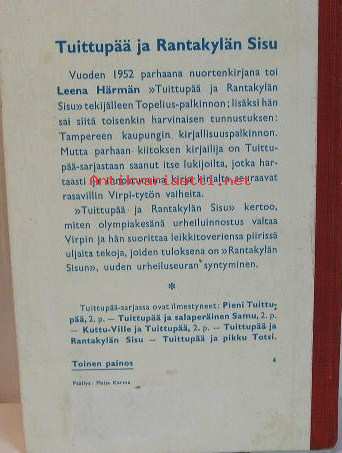 Tuittupää ja Rantakylän Sisu
Vuoden 1952 parhaana nuortenkirjana toi
Leena Härmän »Tuittupää ja Rantakylän
Sisu» tekijälleen Topelius-palkinnon; lisäksi hän
sai siitä toisenkin harvinaisen tunnustuksen:
Tampereen kaupungin kirjallisuuspalkinnon.
Mutta parhaan kiitoksen kirjailija on Tuittu-
pää-sarjastaan saanut itse lukijoilta, jotka har-
taasti ja kirja kirjalta seuraavat
rasavillin Virpi-tytön vaiheita.
»Tuittupää ja Rantakylän Sisu» kertoo,
miten olympiakesänä urheiluinnostus valtaa
Virpin ja hän suorittaa leikkitoveriensa piirissä
uljaita tekoja, joiden tuloksena on »Rantakylän
Sisun», uuden urheiluseuran syntyminen.
*
Tuittupää-sarjassa ovat ilmestyneet: Pieni Tuittu-
pää, 2. p. — Tuittupää ja salaperäinen Samu, 2. p.
— Kuttu-Ville ja Tuittupää, 2. p. — Tuittupää ja
Rantakylän Sisu — Tuittupää ja pikku Totsi.
Toinen painos
Päällys: Maija Karma